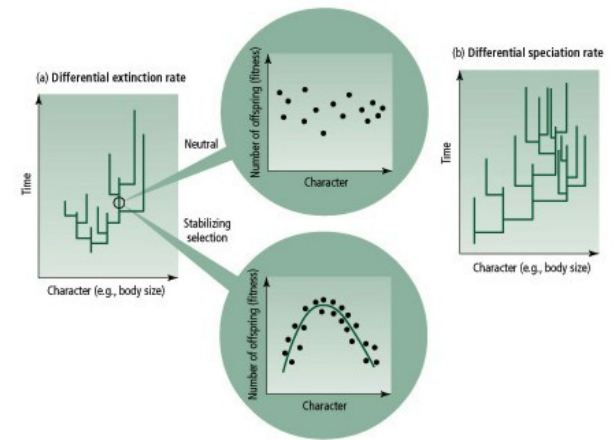 (a) Differential extinction rate
Time
Character (e.g., body size)
Neutral
Stabilizing
selection
Number of offspring (fitness)
Character
Number of offspring (fitness)
Character
(b) Differential speciation rate
Time
Character (e.g., body size)